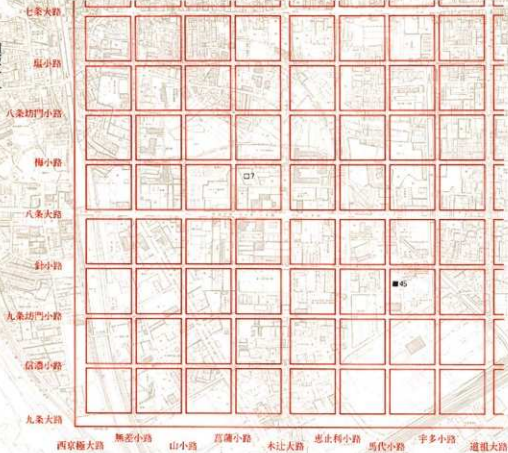 七条大路
塩小路
八条坊門小路
梅小路
□7
八条大路
針小路
■45
九条坊門小路
信濃小路
九条大路
西京極大路
無差小路
山小路
菖蒲小路
木辻大路
恵止利小路
馬代小路
宇多小路
道祖大路